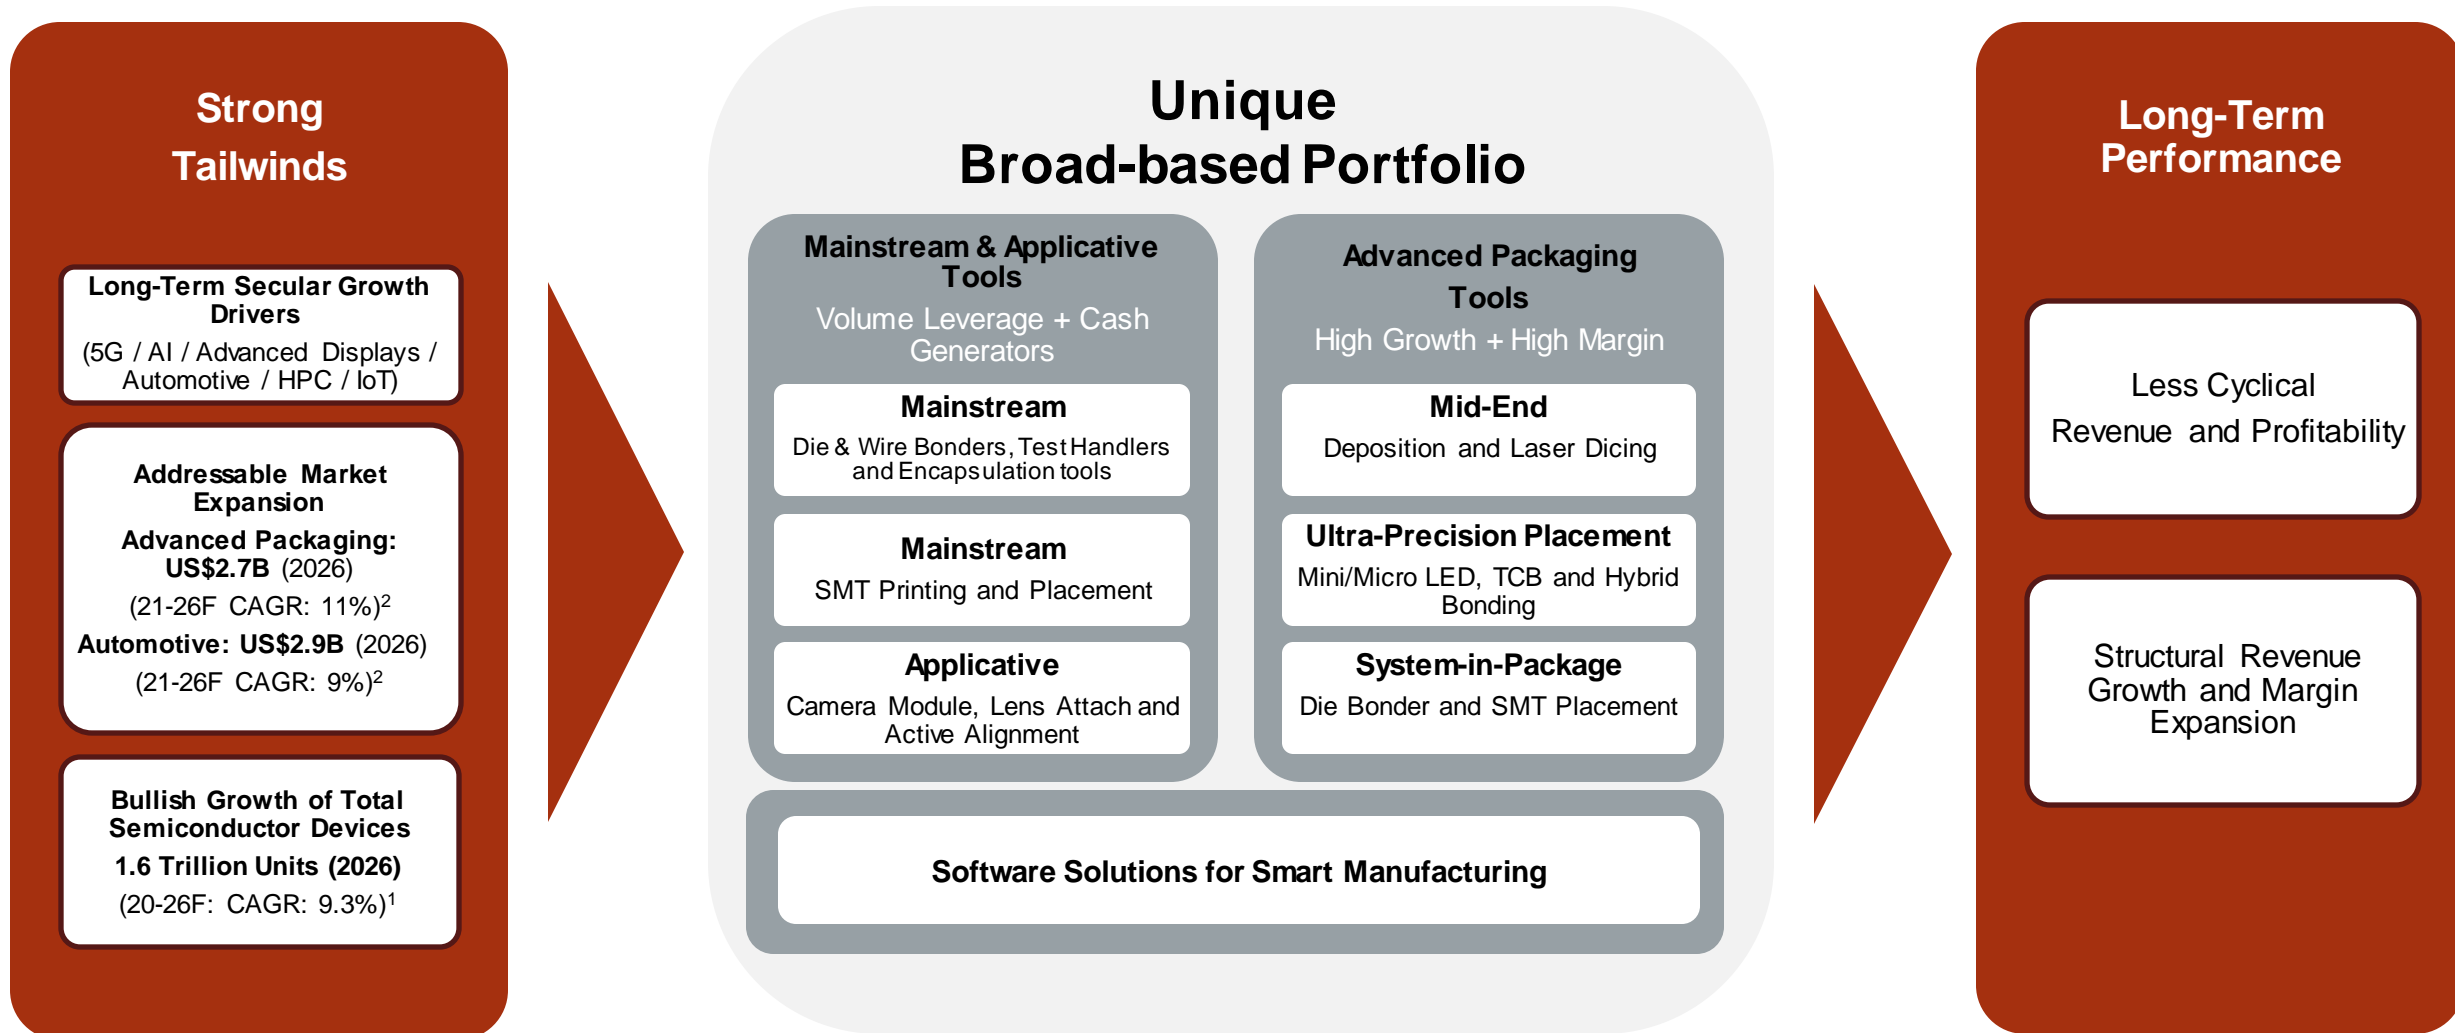 Strong
Tailwinds
Long-Term Secular Growth
Drivers
(5G / AI / Advanced Displays /
Automotive / HPC / IoT)
Addressable Market
Expansion
Advanced Packaging:
US$2.7B (2026)
(21-26F CAGR: 11%)²
Automotive: US$2.9B (2026)
(21-26F CAGR: 9%)²
Bullish Growth of Total
Semiconductor Devices
1.6 Trillion Units (2026)
(20-26F: CAGR: 9.3%)¹
Unique
Broad-based Portfolio
Mainstream & Applicative
Tools
Volume Leverage + Cash
Generators
Mainstream
Die & Wire Bonders, Test Handlers
and Encapsulation tools
Mainstream
SMT Printing and Placement
Applicative
Camera Module, Lens Attach and
Active Alignment
Advanced Packaging
Tools
High Growth + High Margin
Mid-End
Deposition and Laser Dicing
Ultra-Precision Placement
Mini/Micro LED, TCB and Hybrid
Bonding
System-in-Package
Die Bonder and SMT Placement
Software Solutions for Smart Manufacturing
Long-Term
Performance
Less Cyclical
Revenue and Profitability
Structural Revenue
Growth and Margin
Expansion